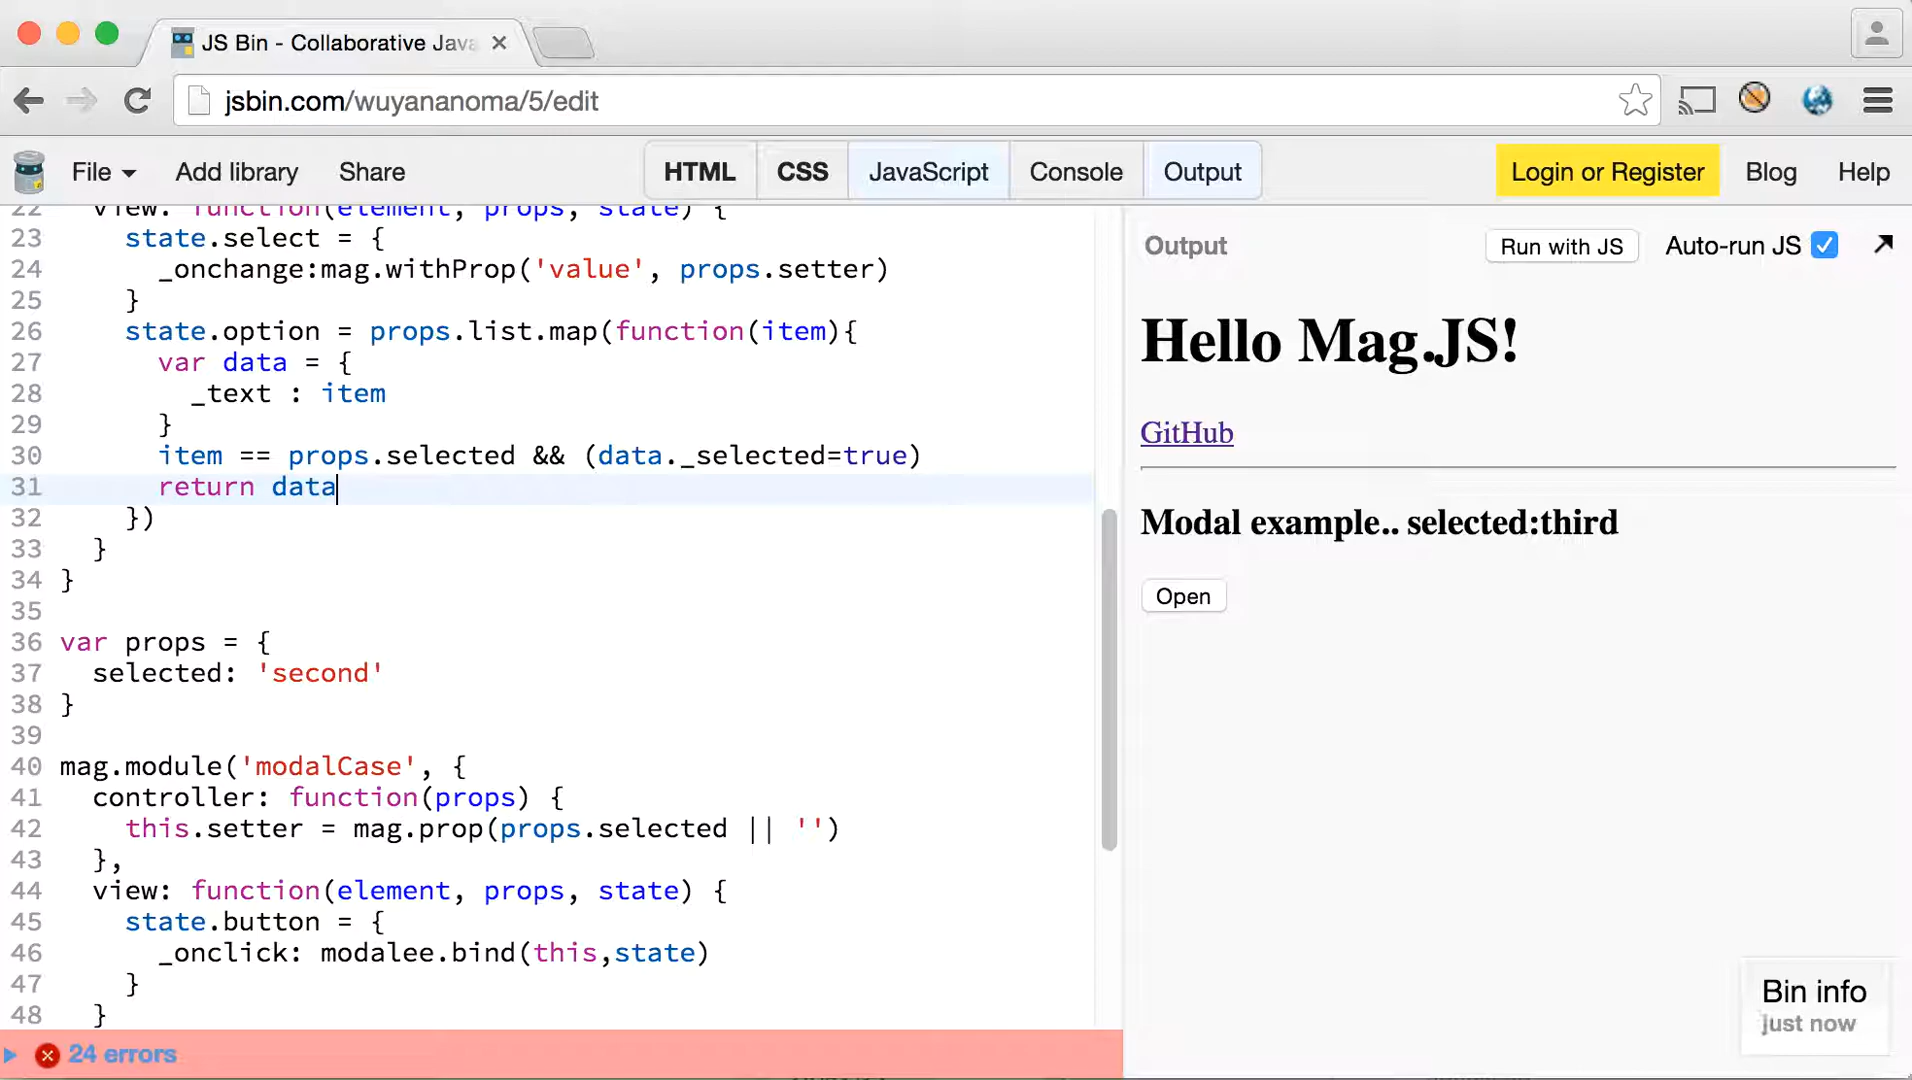 JS Bin - Collaborative Java
jsbin.com/wuyananoma/5/edit
File Add library Share HTML CSS JavaScript Console Output Login or Register Blog Help
22 view: function(element, props, state) {
23 state.select = {
24 _onchange:mag.withProp('value', props.setter)
25 }
26 state.option = props.list.map(function(item){
27 var data = {
28 _text : item
29 }
30 item == props.selected && (data._selected=true)
31 return data
32 })
33 }
34 }
35
36 var props = {
37 selected: 'second'
38 }
39
40 mag.module('modalCase', {
41 controller: function(props) {
42 this.setter = mag.prop(props.selected || '')
43 },
44 view: function(element, props, state) {
45 state.button = {
46 _onclick: modalee.bind(this,state)
47 }
48 }
24 errors
Output Run with JS Auto-run JS
Hello Mag.JS!
GitHub
Modal example.. selected:third
Open
Bin info
just now